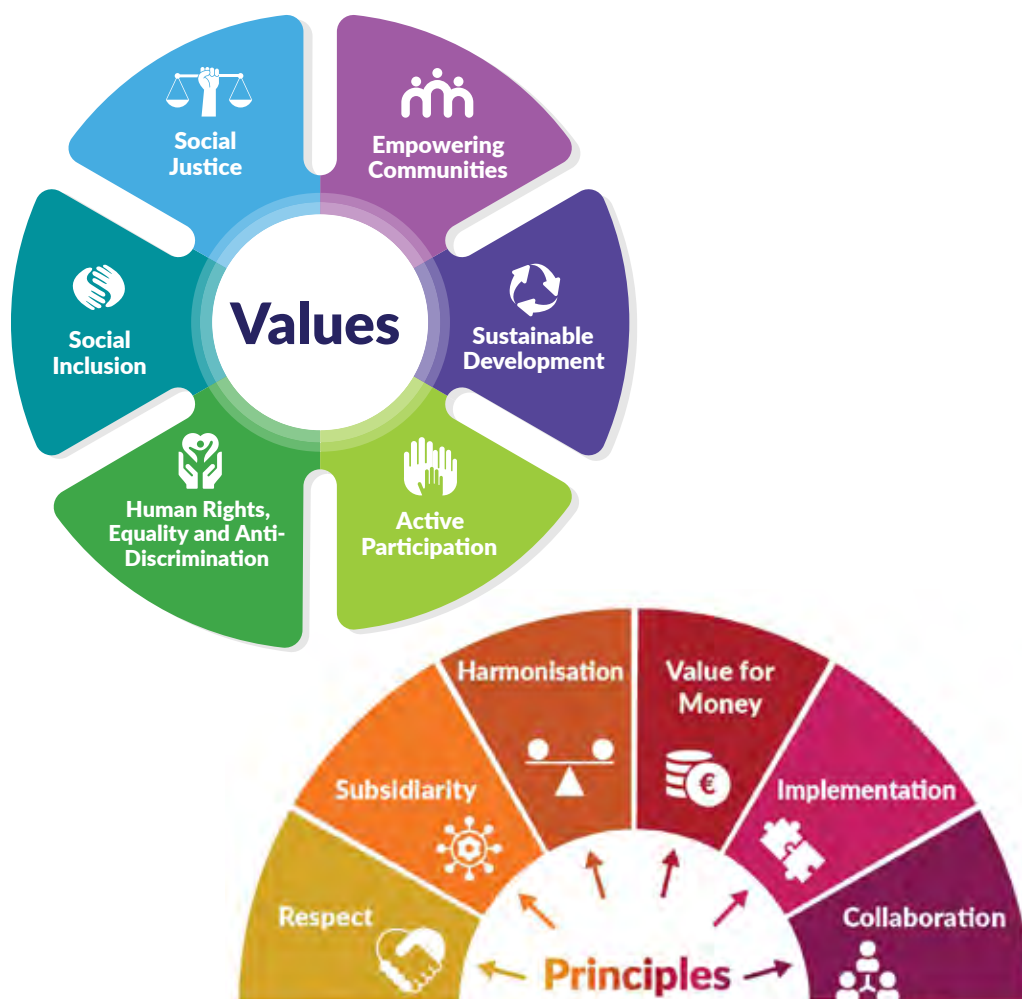 Social
Justice
Empowering
Communities
Social
Inclusion
Values
Sustainable
Development
Human Rights,
Equality and Anti-
Discrimination
Active
Participation
Harmonisation
Value for
Money
€
Subsidiarity
Implementation
Respect
Collaboration
Principles